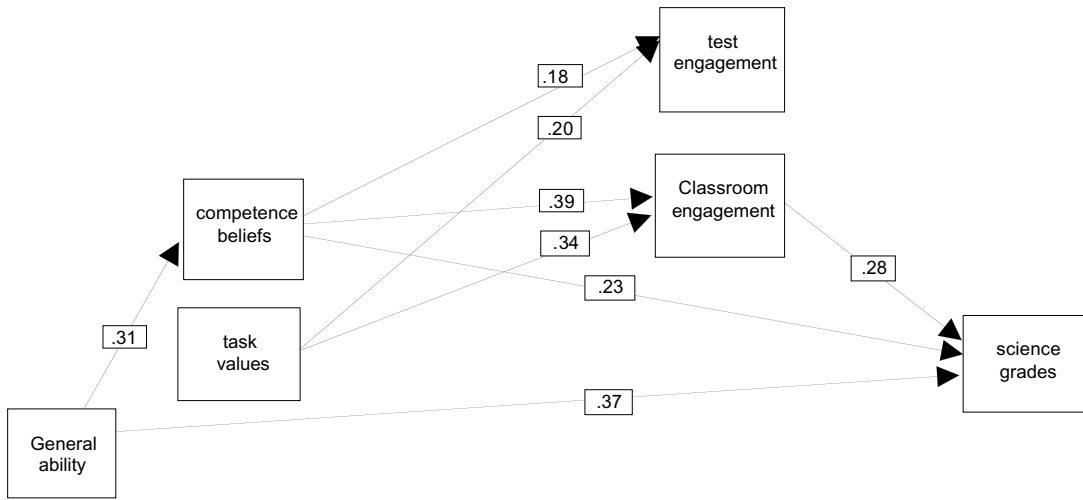 test
engagement
.18
.20
Classroom
engagement
competence
beliefs
.39
.34
.28
.23
.31
task
values
science
grades
.37
General
ability